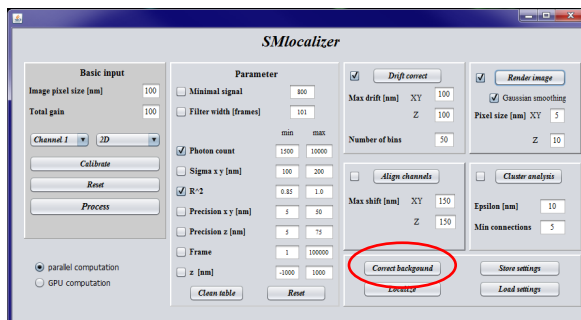 SMlocalizer
Basic input
Image pixel size [nm] 100
Total gain 100
Channel 1 2D
Calibrate
Reset
Process
parallel computation
GPU computation
Parameter
Minimal signal 800
Filter width [frames] 101
min max
Photon count 1500 10000
Sigma x y [nm] 100 200
R^2 0.85 1.0
Precision x y [nm] 5 50
Precision z [nm] 5 75
Frame 1 100000
z [nm] -1000 1000
Clean table Reset
Drift correct
Max drift [nm] XY 100
Z 100
Number of bins 50
Render image
Gaussian smoothing
Pixel size [nm] XY 5
Z 10
Align channels
Max shift [nm] XY 150
Z 150
Cluster analysis
Epsilon [nm] 10
Min connections 5
Correct backgound
Store settings
Localize
Load settings